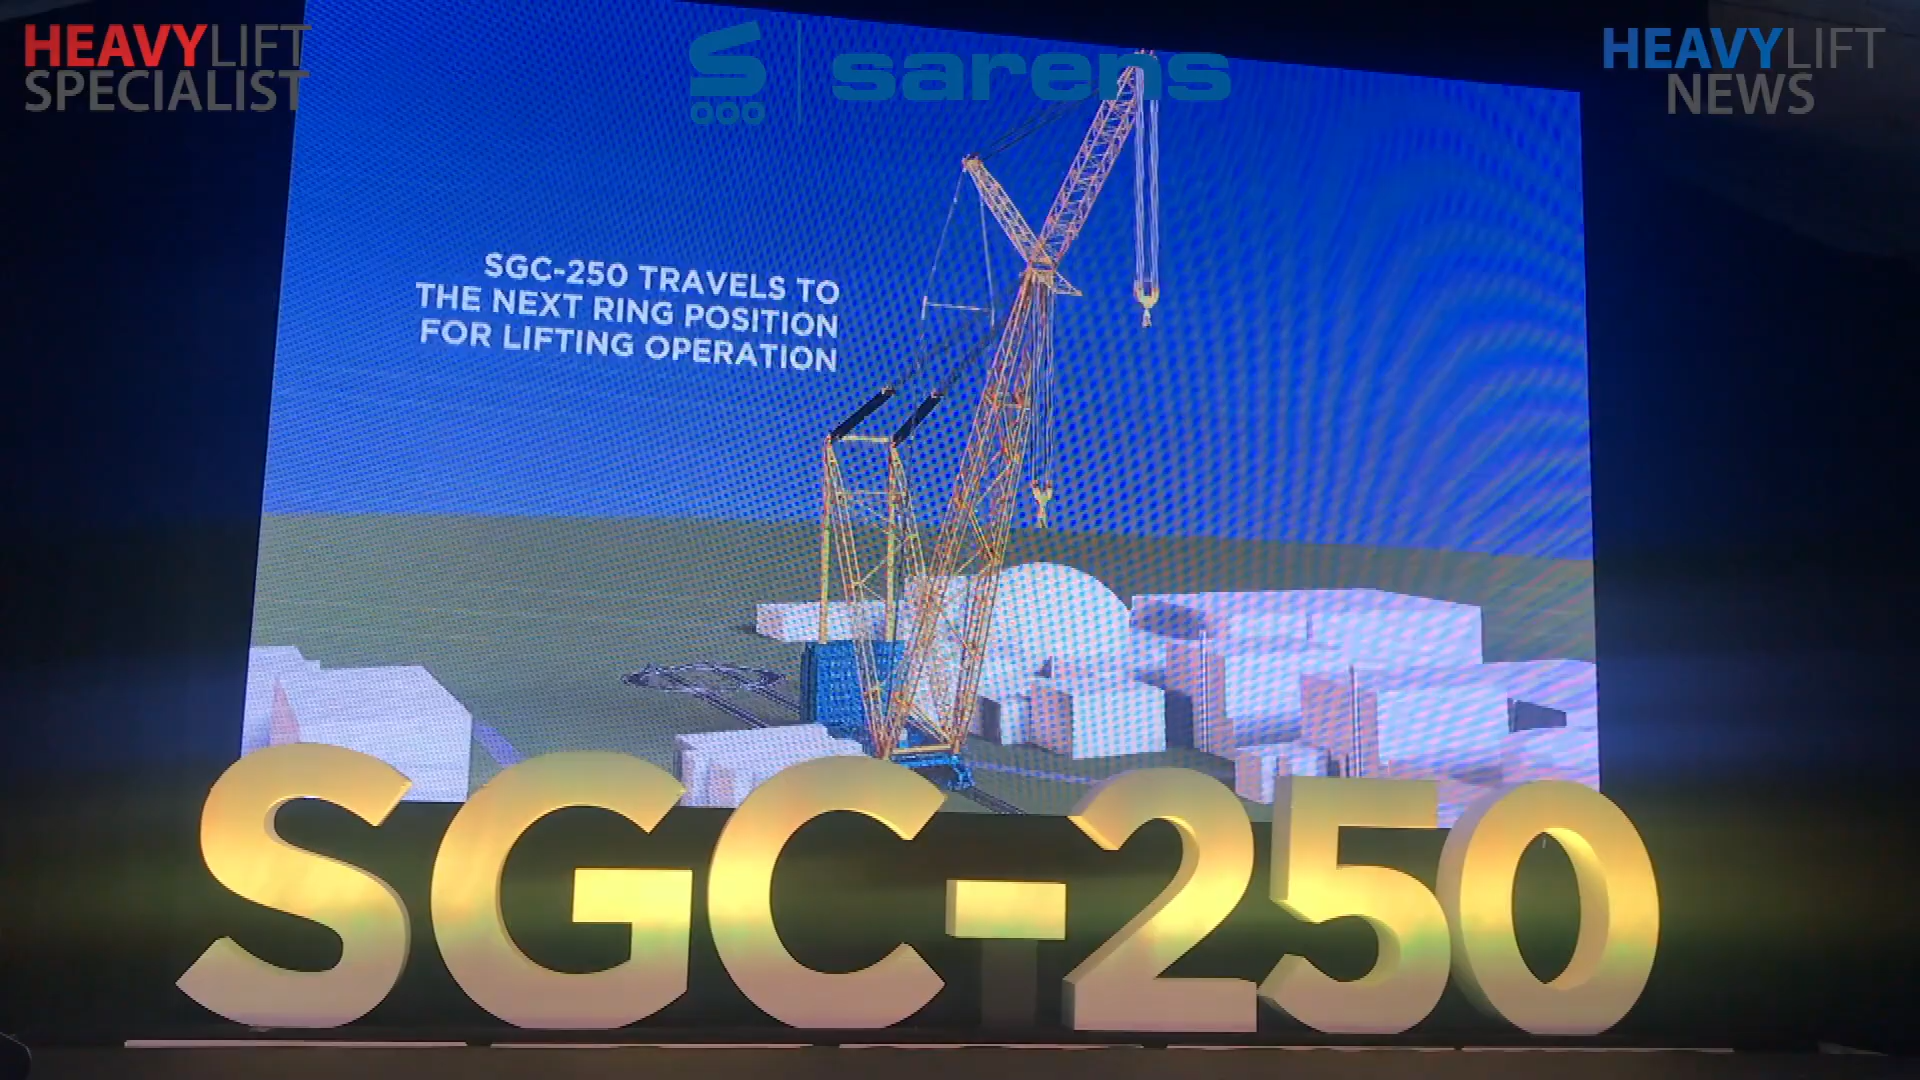 HEAVYLIFT
SPECIALIST
sarens
HEAVYLIFT
NEWS
SGC-250 TRAVELS TO
THE NEXT RING POSITION
FOR LIFTING OPERATION
SGC-250